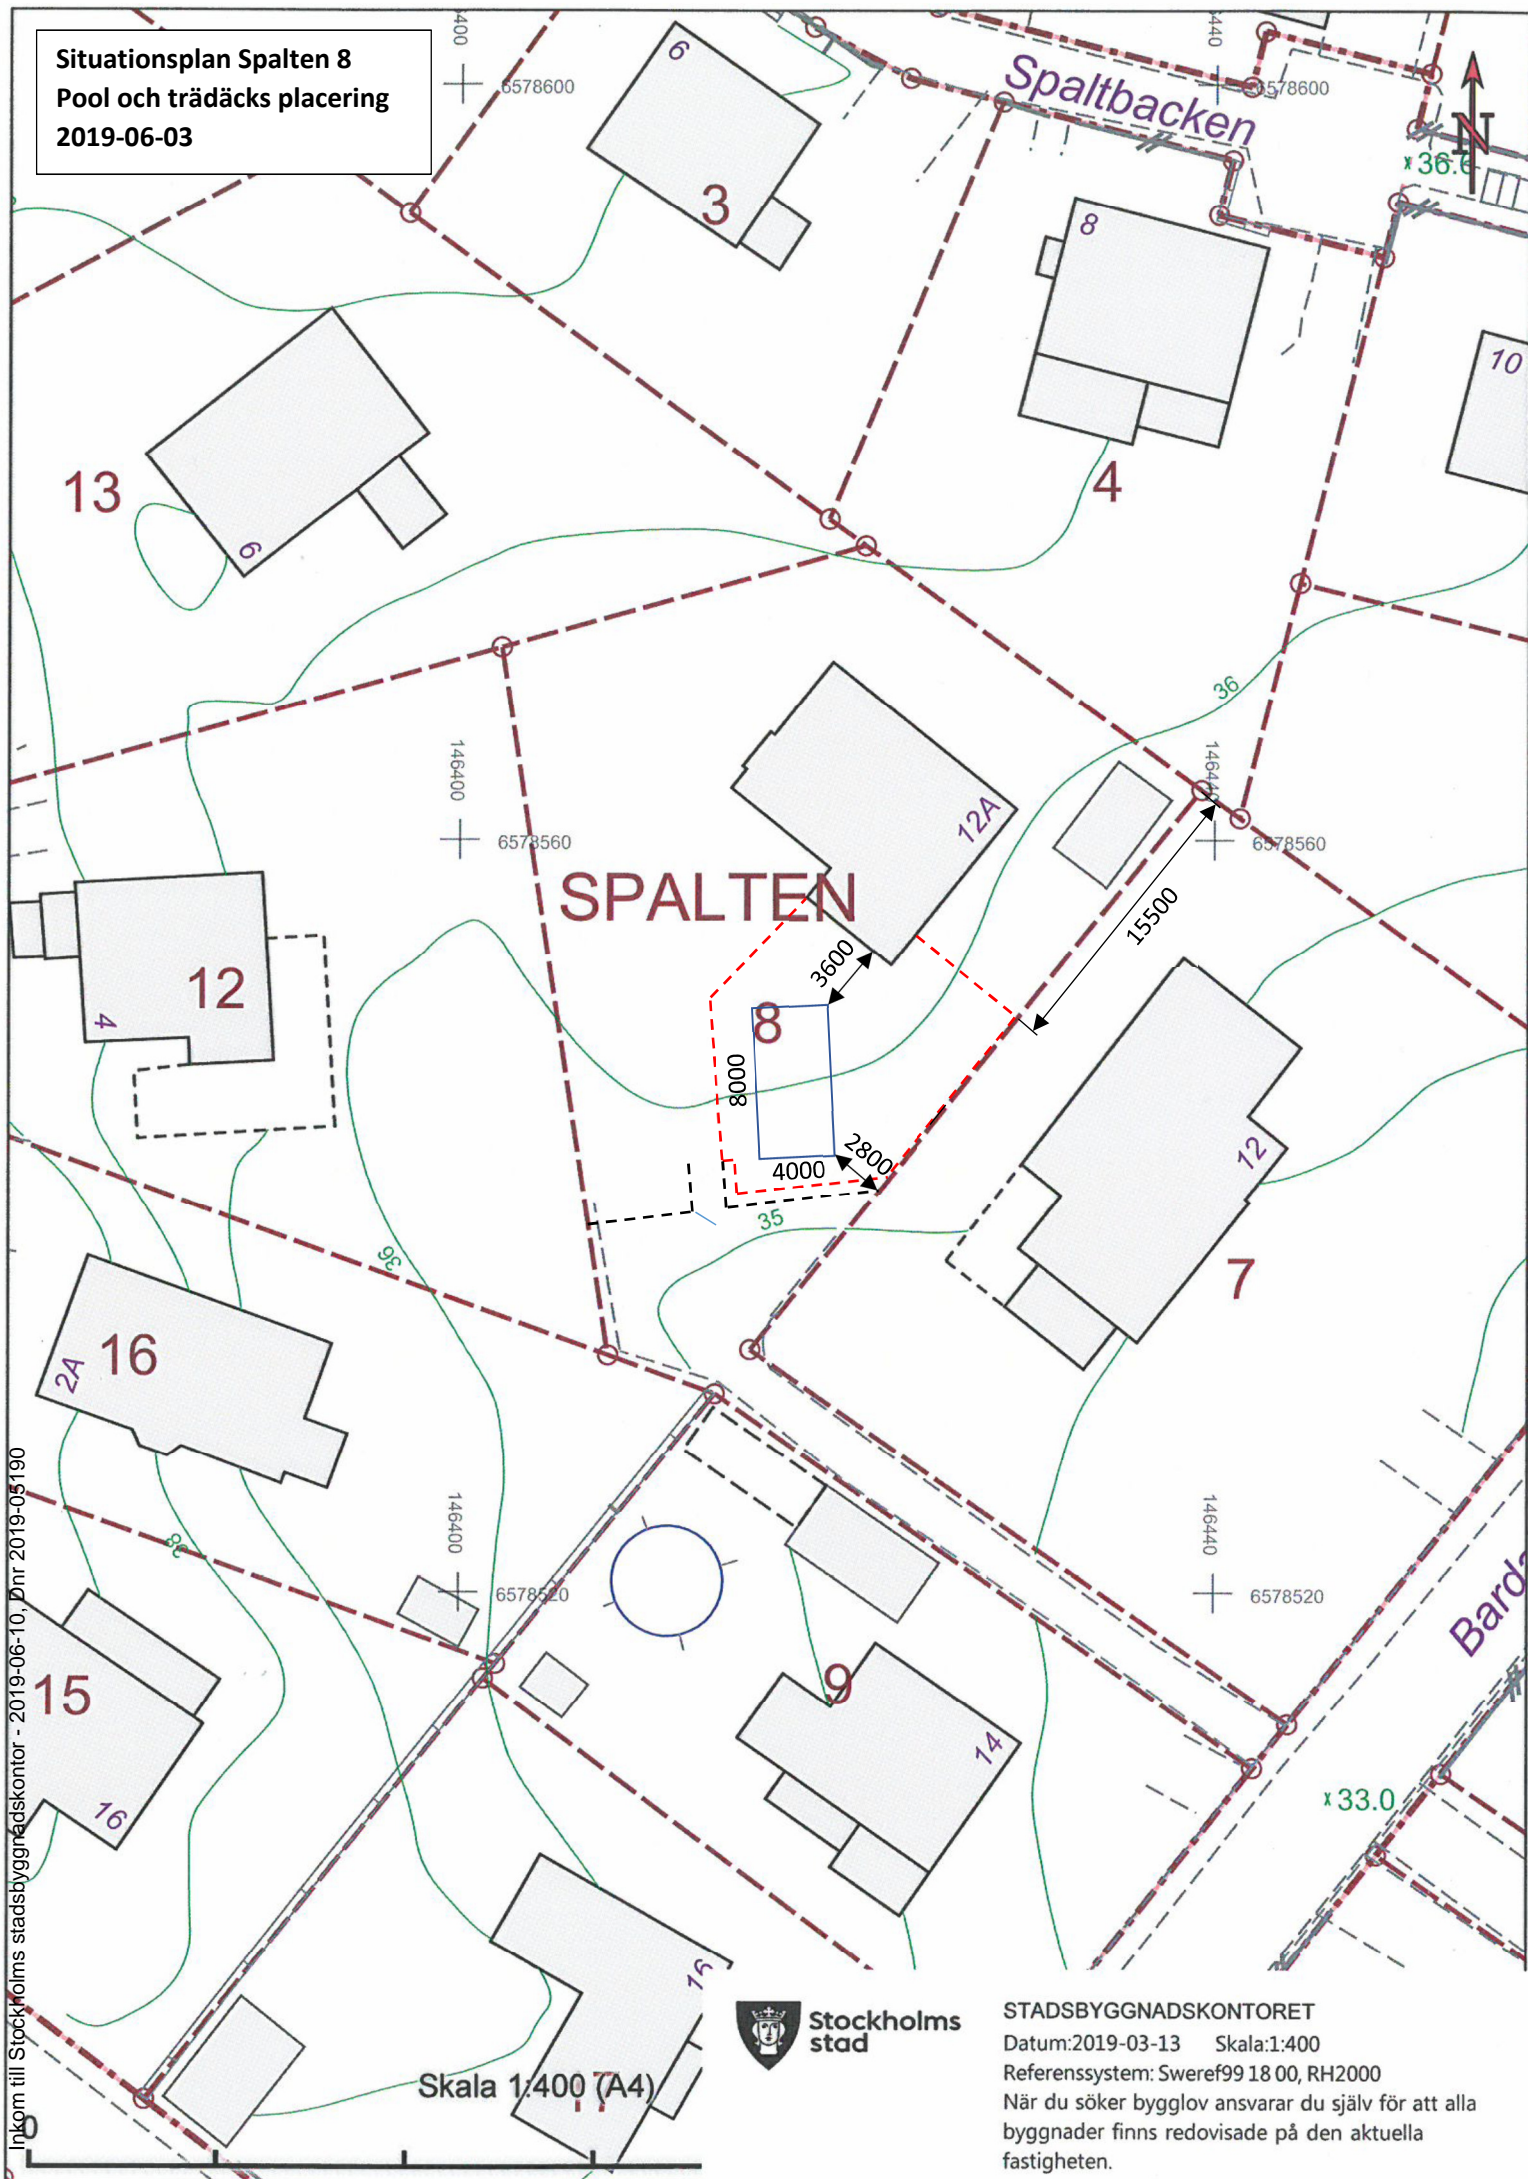 Situationsplan Spalten 8
Pool och trädäcks placering
2019-06-03
6578600
6578600
Spaltbacken
N
6
3
8
4
10
13
6
36
146400
6578560
6578560
12A
SPALTEN
15500
3600
8
8000
4000
2800
35
12
4
12
7
36
16
2A
38
146400
6578520
146440
6578520
15
16
9
14
x 33.0
16
17
Skala 1:400 (A4)
0
Inkom till Stockholms stadsbyggnadskontor - 2019-06-10, Dnr 2019-05190
Stockholms
stad
STADSBYGGNADSKONTORET
Datum:2019-03-13 Skala:1:400
Referenssystem: Sweref99 18 00, RH2000
När du söker bygglov ansvarar du själv för att alla
byggnader finns redovisade på den aktuella
fastigheten.